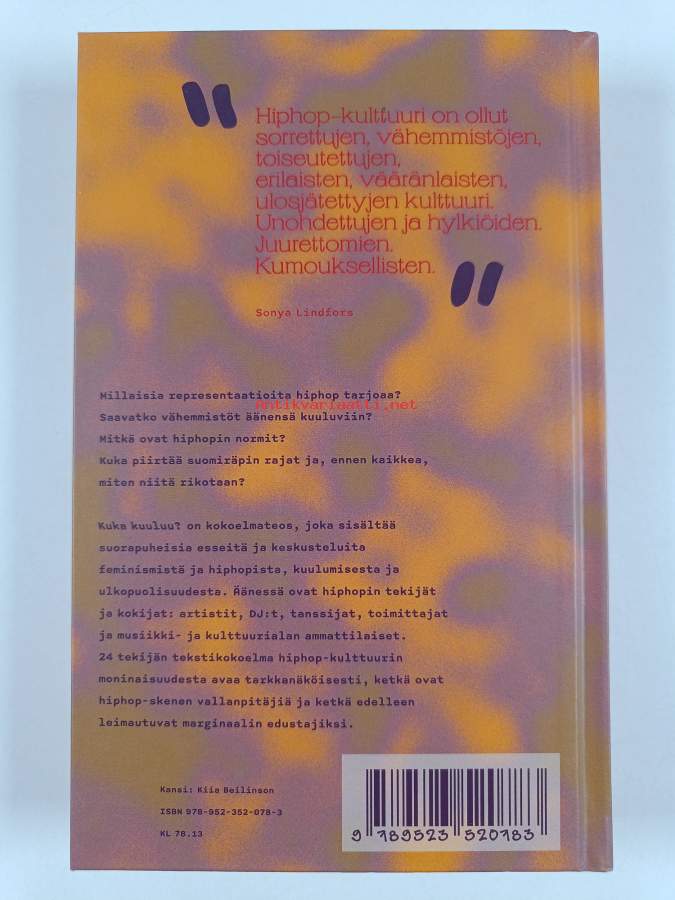 "
Hiphop-kulttuuri on ollut
sorrettujen, vähemmistöjen,
toiseutettujen,
erilaisten, vääränlaisten,
ulosjätettyjen kulttuuri.
Unohdettujen ja hylkiöiden.
Juurettomien.
Kumouksellisten.
"
Sonya Lindfors
Millaisia representaatioita hiphop tarjoaa?
Antikvariaatti.net
Saavatko vähemmistöt äänensä kuuluviin?
Mitkä ovat hiphopin normit?
Kuka piirtää suomiräpin rajat ja, ennen kaikkea,
miten niitä rikotaan?
Kuka kuuluu? on kokoelmateos, joka sisältää
suorapuheisia esseitä ja keskusteluita
feminismistä ja hiphopista, kuulumisesta ja
ulkopuolisuudesta. Äänessä ovat hiphopin tekijät
ja kokijat: artistit, DJ:t, tanssijat, toimittajat
ja musiikki- ja kulttuurialan ammattilaiset.
24 tekijän tekstikokoelma hiphop-kulttuurin
moninaisuudesta avaa tarkkanäköisesti, ketkä ovat
hiphop-skenen vallanpitäjiä ja ketkä edelleen
leimautuvat marginaalin edustajiksi.
Kansi: Kiia Beilinson
ISBN 978-952-352-078-3
KL 78.13
9 789523 520783